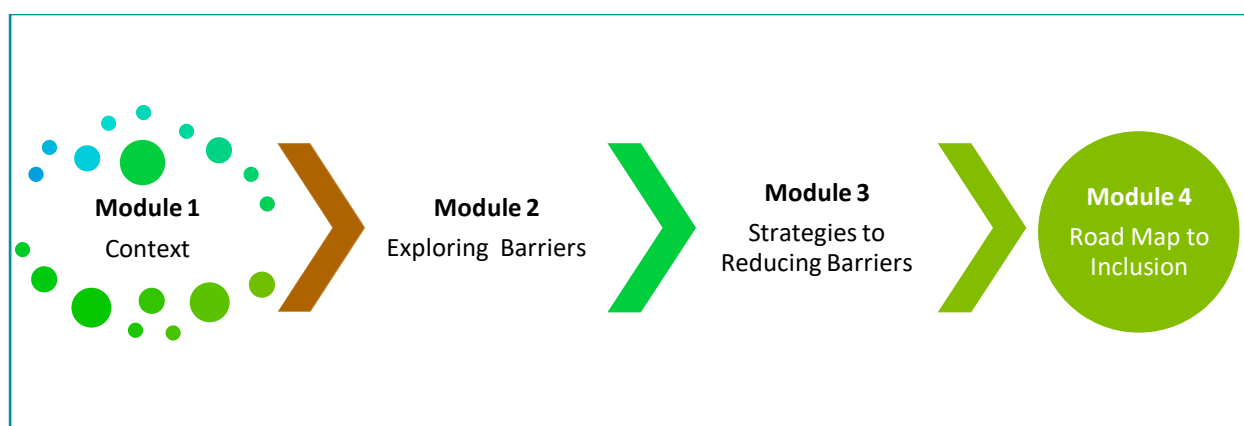 Module 1
Context
Module 2
Exploring Barriers
Module 3
Strategies to
Reducing Barriers
Module 4
Road Map to
Inclusion